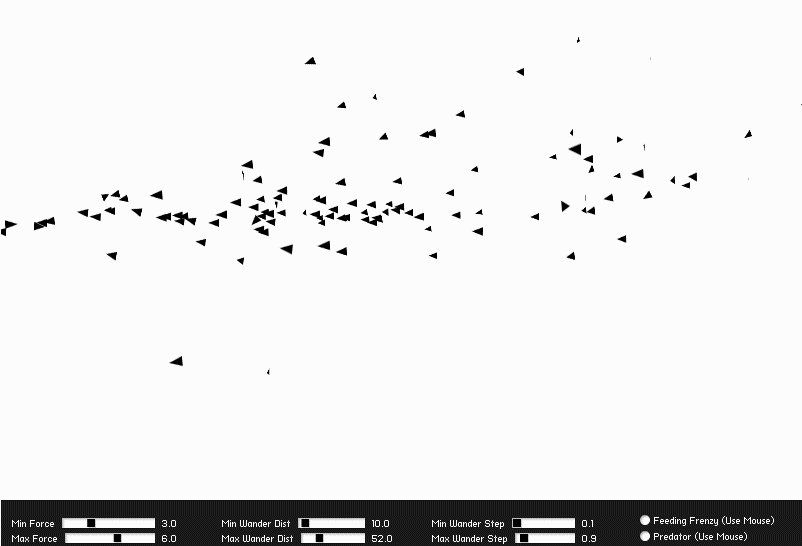 Min Force 3.0 Min Wander Dist 10.0 Min Wander Step 0.1 Feeding Frenzy (Use Mouse)
Max Force 6.0 Max Wander Dist 52.0 Max Wander Step 0.9 Predator (Use Mouse)